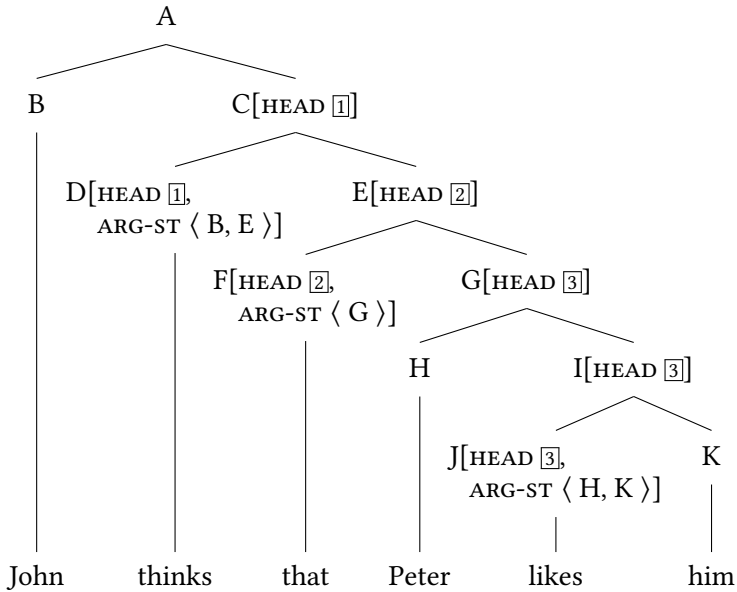 A
B C[HEAD 1]
D[HEAD 1, E[HEAD 2]
ARG-ST ⟨ B, E ⟩]
F[HEAD 2, G[HEAD 3]
ARG-ST ⟨ G ⟩]
H I[HEAD 3]
J[HEAD 3, K
ARG-ST ⟨ H, K ⟩]
John thinks that Peter likes him